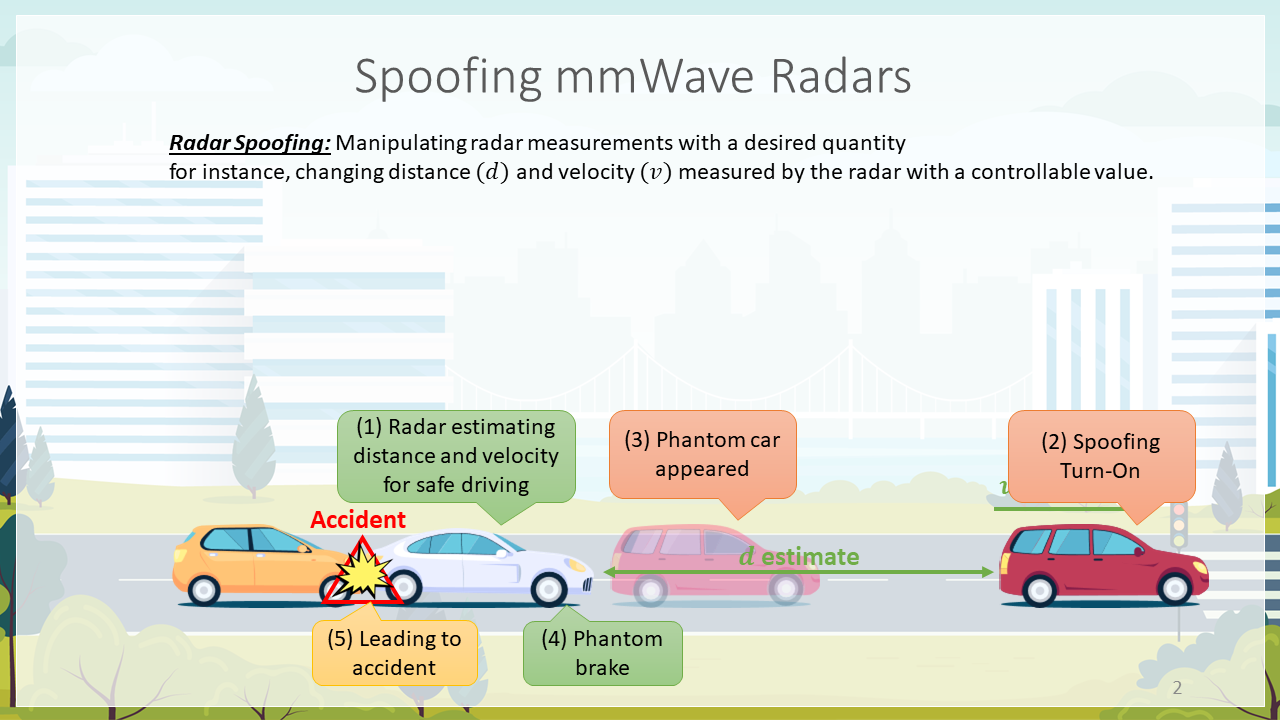 Spoofing mmWave Radars
Radar Spoofing: Manipulating radar measurements with a desired quantity
for instance, changing distance (𝑑) and velocity (𝑣) measured by the radar with a controllable value.
(1) Radar estimating
distance and velocity
for safe driving
(3) Phantom car
appeared
(2) Spoofing
Turn-On
𝑣
Accident
𝑑 estimate
(5) Leading to
accident
(4) Phantom
brake
2